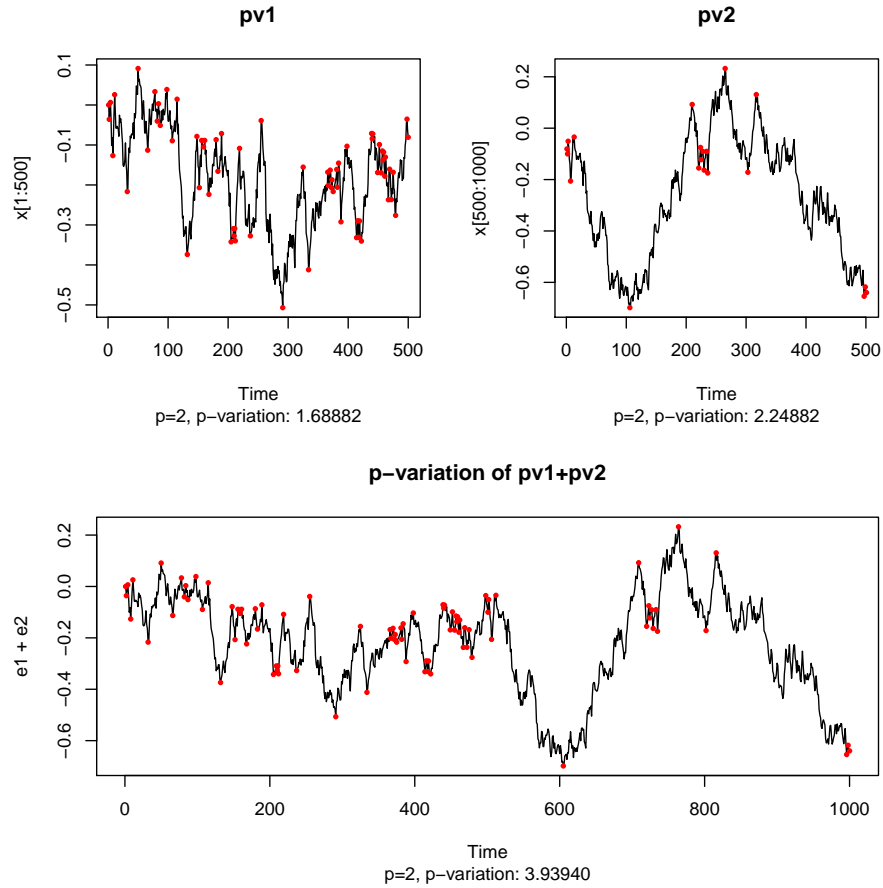 pv1
x[1:500]
0.1
−0.1
−0.3
−0.5
0 100 200 300 400 500
Time
p=2, p−variation: 1.68882
pv2
x[500:1000]
0.2
0.0
−0.2
−0.4
−0.6
0 100 200 300 400 500
Time
p=2, p−variation: 2.24882
p−variation of pv1+pv2
e1 + e2
0.2
0.0
−0.2
−0.4
−0.6
0 200 400 600 800 1000
Time
p=2, p−variation: 3.93940